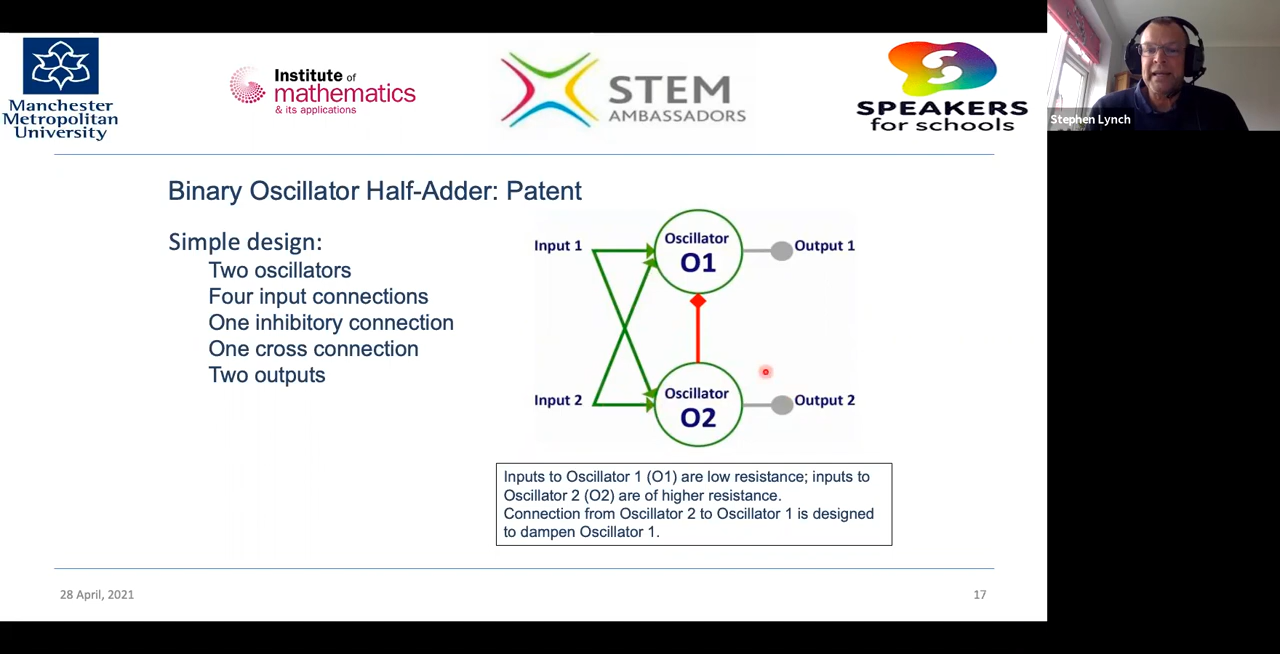 Manchester
Metropolitan
University
Institute of
mathematics
& its applications
STEM
AMBASSADORS
SPEAKERS
for schools
Stephen Lynch
Binary Oscillator Half-Adder: Patent
Simple design:
Two oscillators
Four input connections
One inhibitory connection
One cross connection
Two outputs
Input 1
Oscillator
O1
Output 1
Input 2
Oscillator
O2
Output 2
Inputs to Oscillator 1 (O1) are low resistance; inputs to
Oscillator 2 (O2) are of higher resistance.
Connection from Oscillator 2 to Oscillator 1 is designed
to dampen Oscillator 1.
28 April, 2021
17